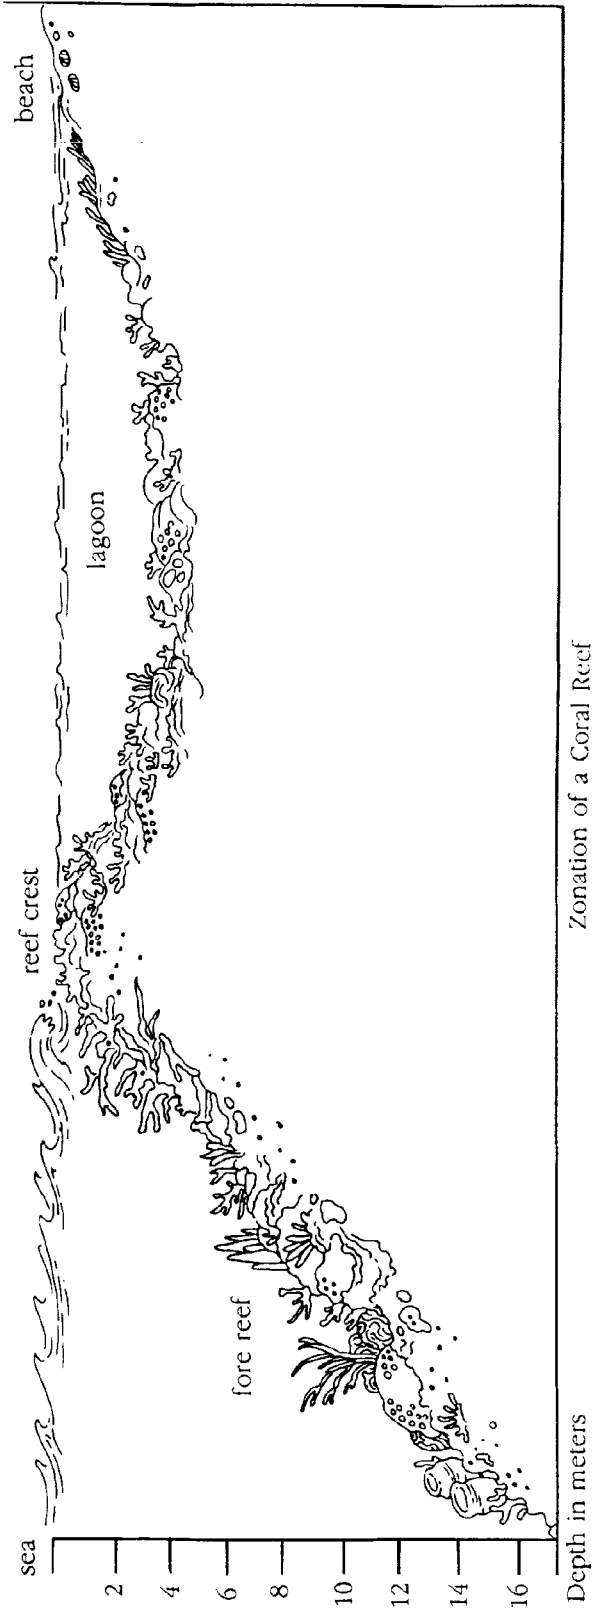 sea
reef crest
beach
lagoon
fore reef
2
4
6
8
10
12
14
16
Depth in meters
Zonation of a Coral Reef